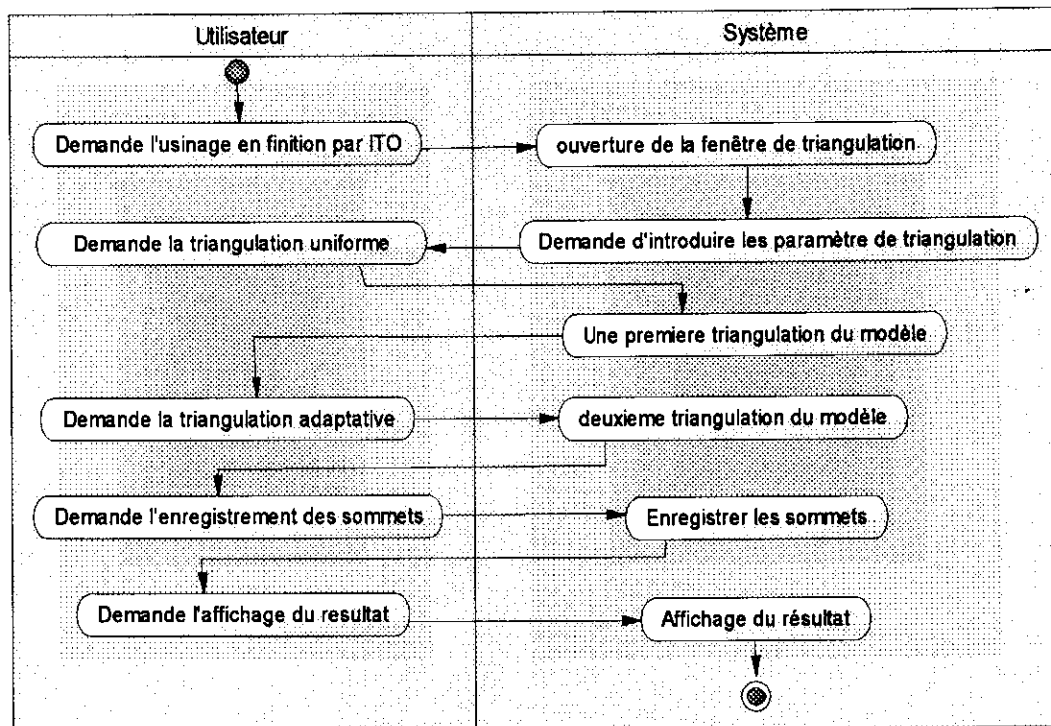 Utilisateur
Système
Demande l'usinage en finition par ITO
ouverture de la fenêtre de triangulation
Demande la triangulation uniforme
Demande d'introduire les paramètre de triangulation
Une premiere triangulation du modèle
Demande la triangulation adaptative
deuxieme triangulation du modèle
Demande l'enregistrement des sommets
Enregistrer les sommets
Demande l'affichage du resultat
Affichage du résultat